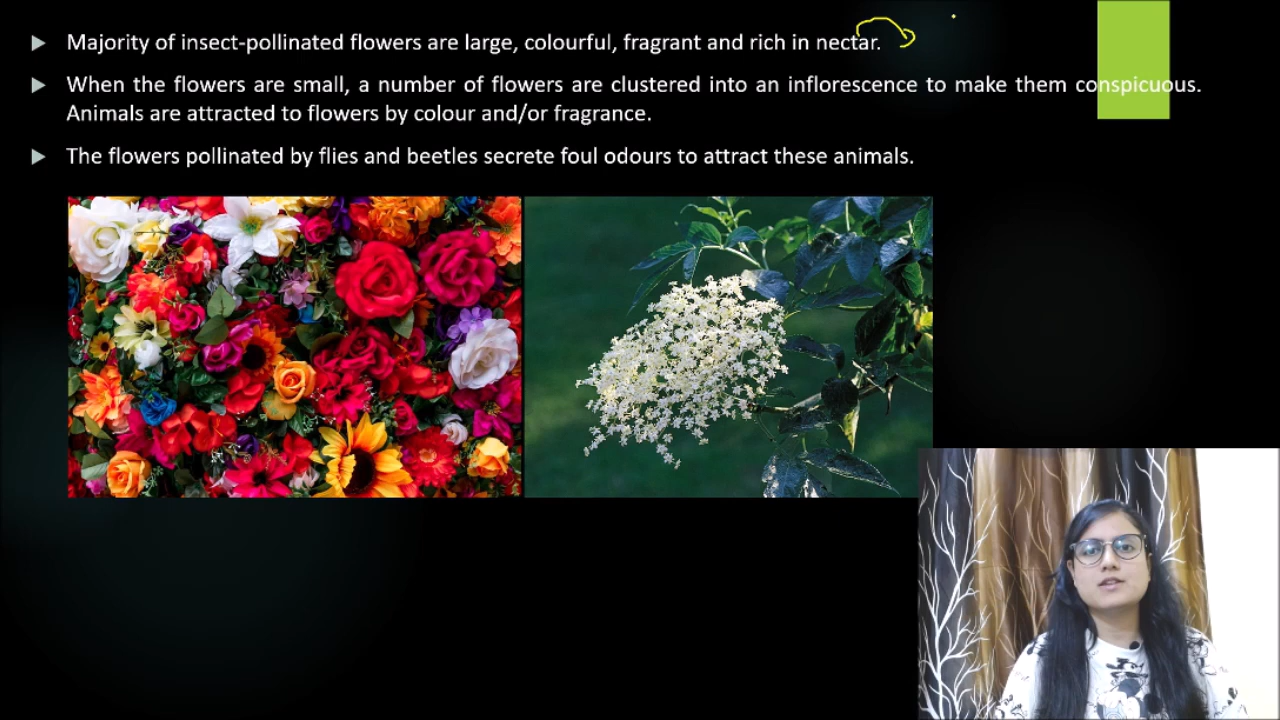 Majority of insect-pollinated flowers are large, colourful, fragrant and rich in nectar.
When the flowers are small, a number of flowers are clustered into an inflorescence to make them conspicuous.
Animals are attracted to flowers by colour and/or fragrance.
The flowers pollinated by flies and beetles secrete foul odours to attract these animals.